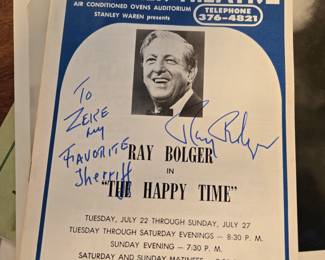 AIR CONDITIONED OVENS AUDITORIUM
STANLEY WAREN presents
TELEPHONE
376-4821
TO
ZEKE
my
FAVORITE
Sherriff
Ray Bolger
RAY BOLGER
IN
"THE HAPPY TIME"
TUESDAY, JULY 22 THROUGH SUNDAY, JULY 27
TUESDAY THROUGH SATURDAY EVENINGS — 8:30 P. M.
SUNDAY EVENING — 7:30 P. M.
SATURDAY AND SUNDAY MATINEES